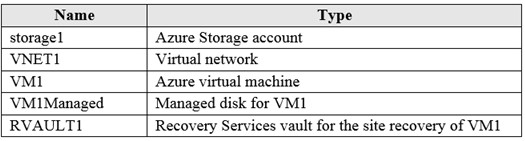 Name Type
storage1 Azure Storage account
VNET1 Virtual network
VM1 Azure virtual machine
VM1Managed Managed disk for VM1
RVAULT1 Recovery Services vault for the site recovery of VM1